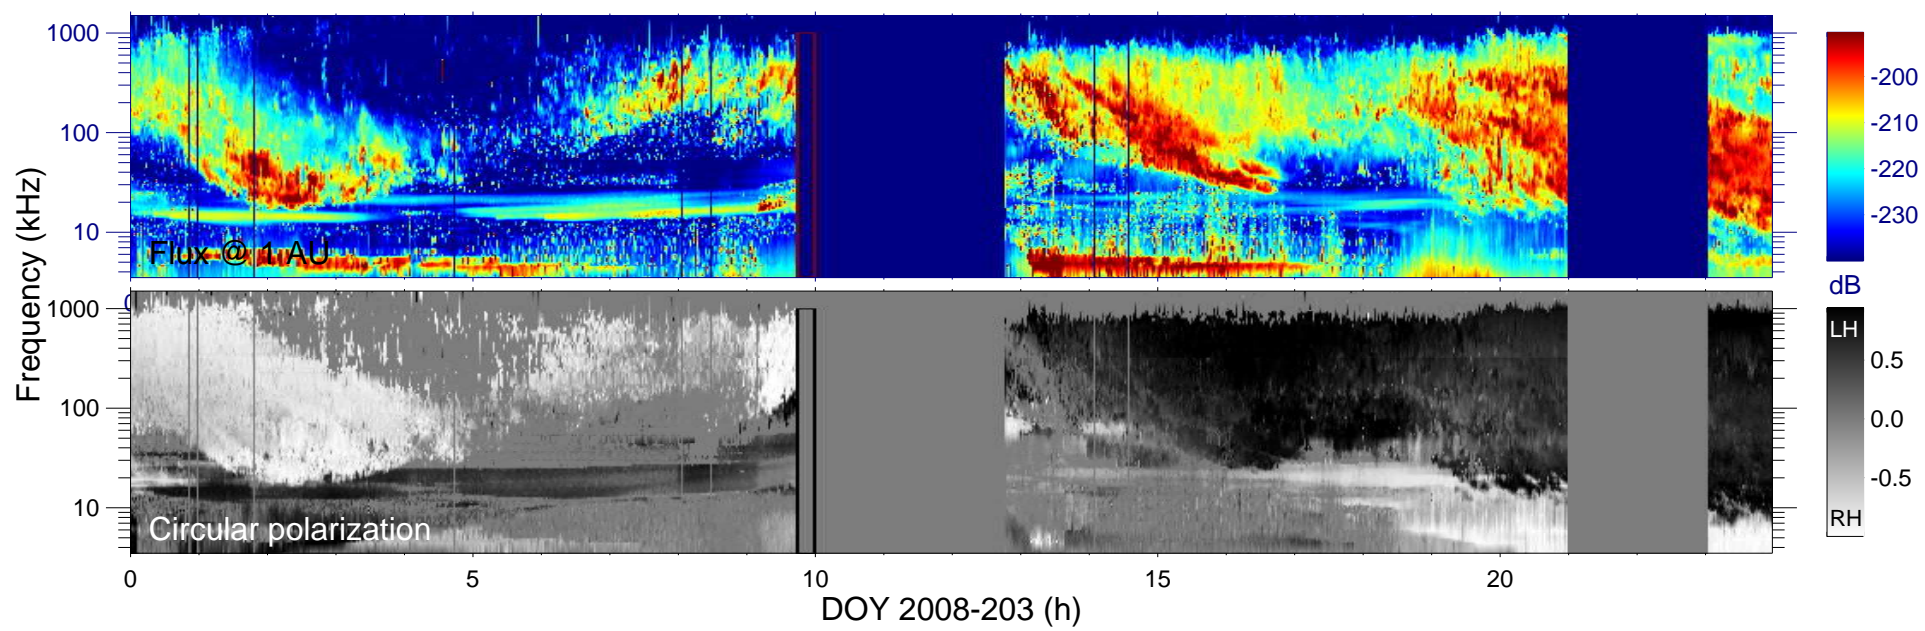 1000
100
10
Flux @ 1 AU
-200
-210
-220
-230
dB
Frequency (kHz)
0
1000
100
10
Circular polarization
LH
0.5
0.0
-0.5
RH
0
5
10
15
20
DOY 2008-203 (h)